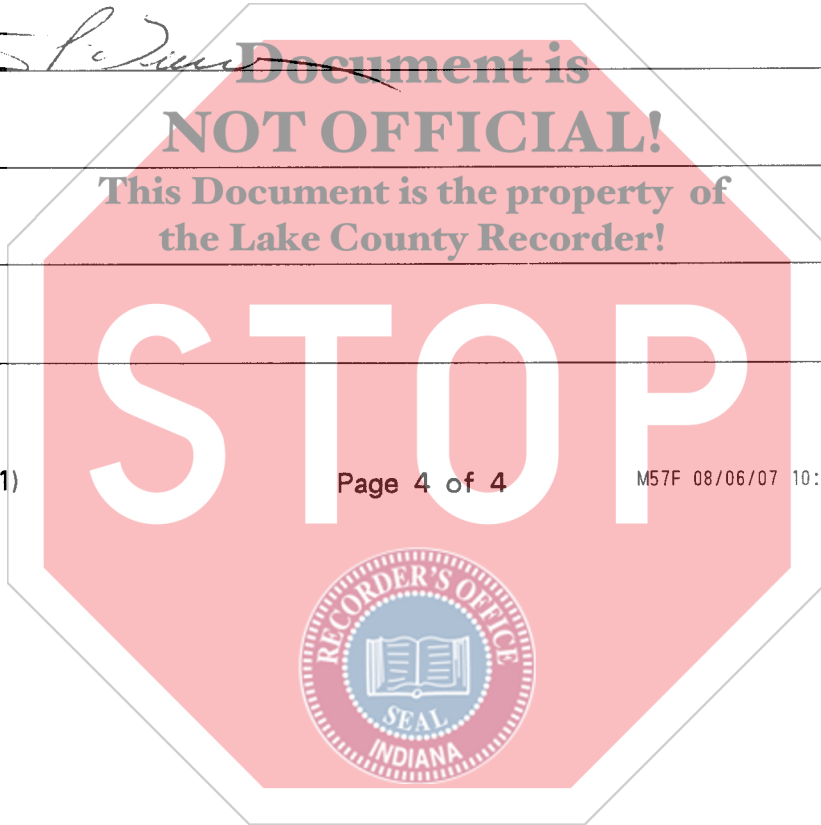 Document is
NOT OFFICIAL!
This Document is the property of
the Lake County Recorder!
STOP
1)
Page 4 of 4
M57F 08/06/07 10:
RECORDER'S OFFICE
SEAL
INDIANA